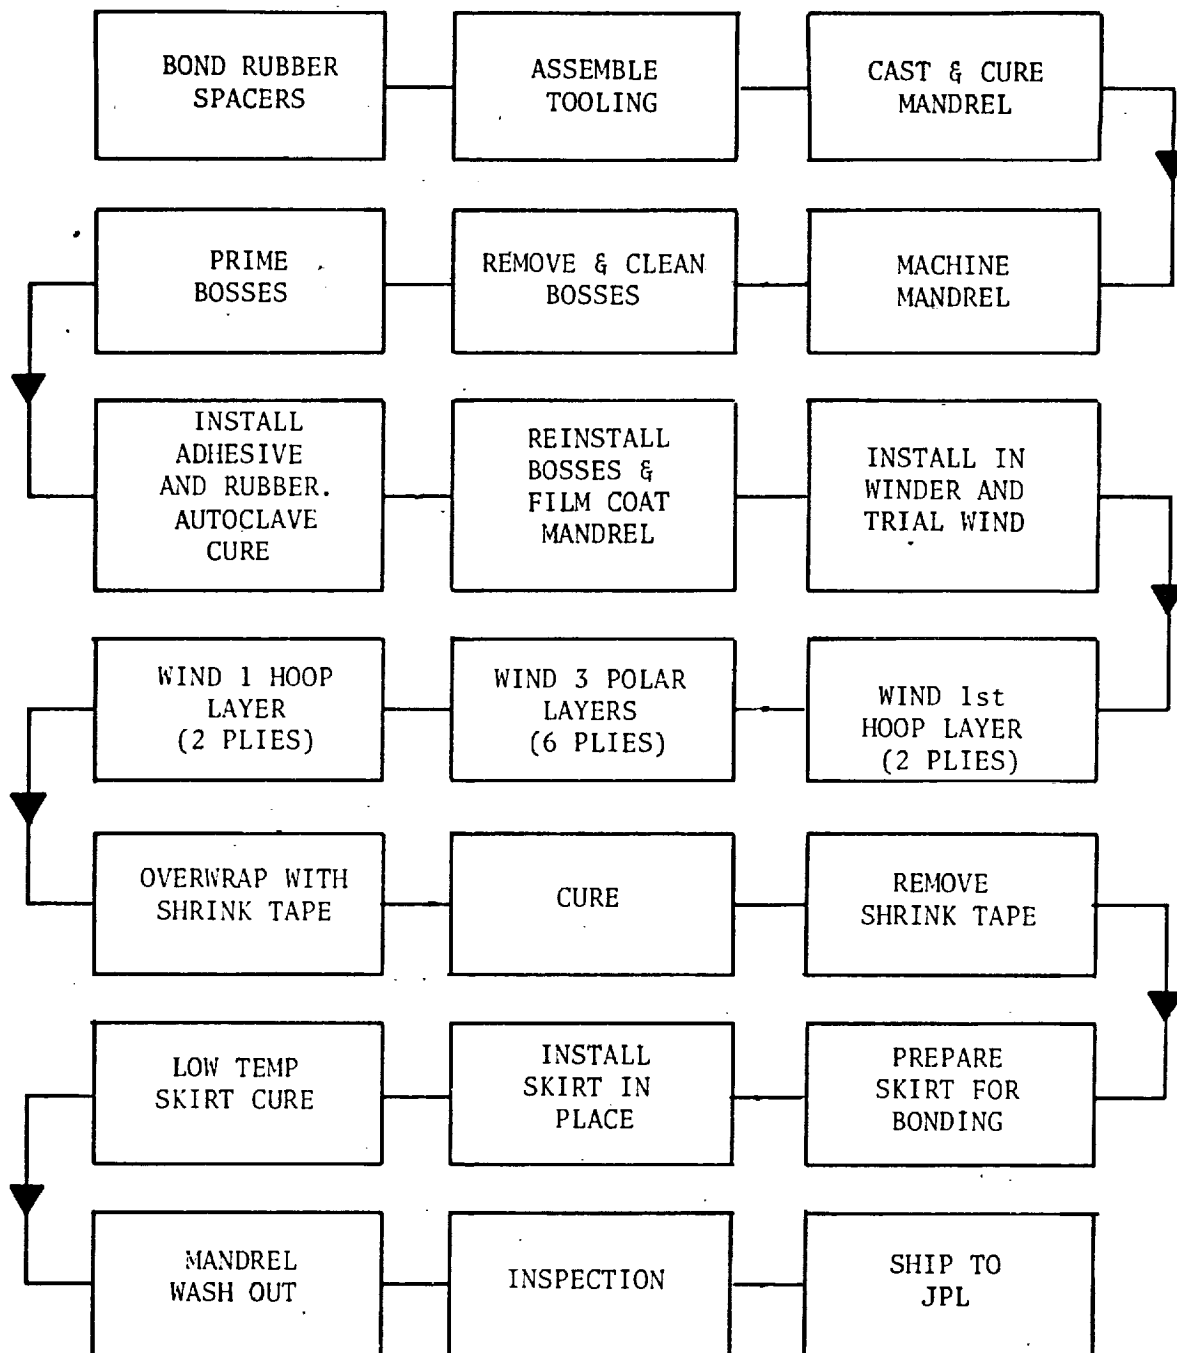 BOND RUBBER
SPACERS
ASSEMBLE
TOOLING
CAST & CURE
MANDREL
PRIME
BOSSES
REMOVE & CLEAN
BOSSES
MACHINE
MANDREL
INSTALL
ADHESIVE
AND RUBBER.
AUTOCLAVE
CURE
REINSTALL
BOSSES &
FILM COAT
MANDREL
INSTALL IN
WINDER AND
TRIAL WIND
WIND 1 HOOP
LAYER
(2 PLIES)
WIND 3 POLAR
LAYERS
(6 PLIES)
WIND 1st
HOOP LAYER
(2 PLIES)
OVERWRAP WITH
SHRINK TAPE
CURE
REMOVE
SHRINK TAPE
LOW TEMP
SKIRT CURE
INSTALL
SKIRT IN
PLACE
PREPARE
SKIRT FOR
BONDING
MANDREL
WASH OUT
INSPECTION
SHIP TO
JPL